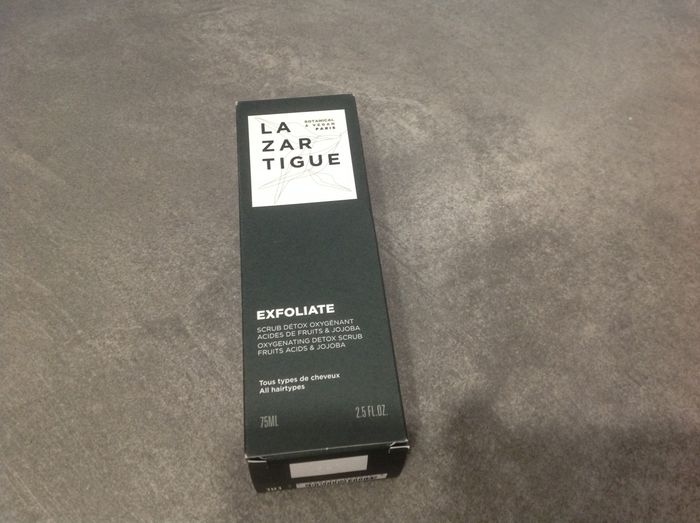 BOTANICAL
& VEGAN
PARIS
LA
ZAR
TIGUE
EXFOLIATE
SCRUB DÉTOX OXYGÉNANT
ACIDES DE FRUITS & JOJOBA
OXYGENATING DETOX SCRUB
FRUITS ACIDS & JOJOBA
Tous types de cheveux
All hairtypes
75ML 2.5 FL.OZ.